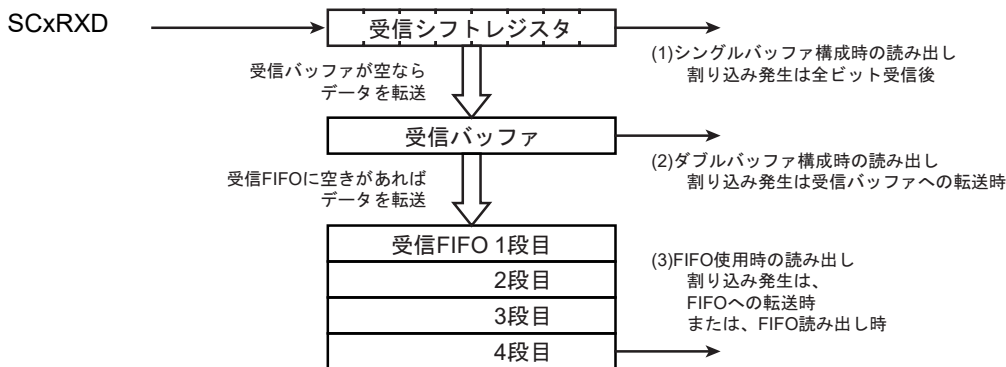 SCxRXD
受信シフトレジスタ
(1)シングルバッファ構成時の読み出し
割り込み発生は全ビット受信後
受信バッファが空なら
データを転送
受信バッファ
(2)ダブルバッファ構成時の読み出し
割り込み発生は受信バッファへの転送時
受信FIFOに空きがあれば
データを転送
受信FIFO 1段目
2段目
3段目
4段目
(3)FIFO使用時の読み出し
割り込み発生は、
FIFOへの転送時
または、FIFO読み出し時